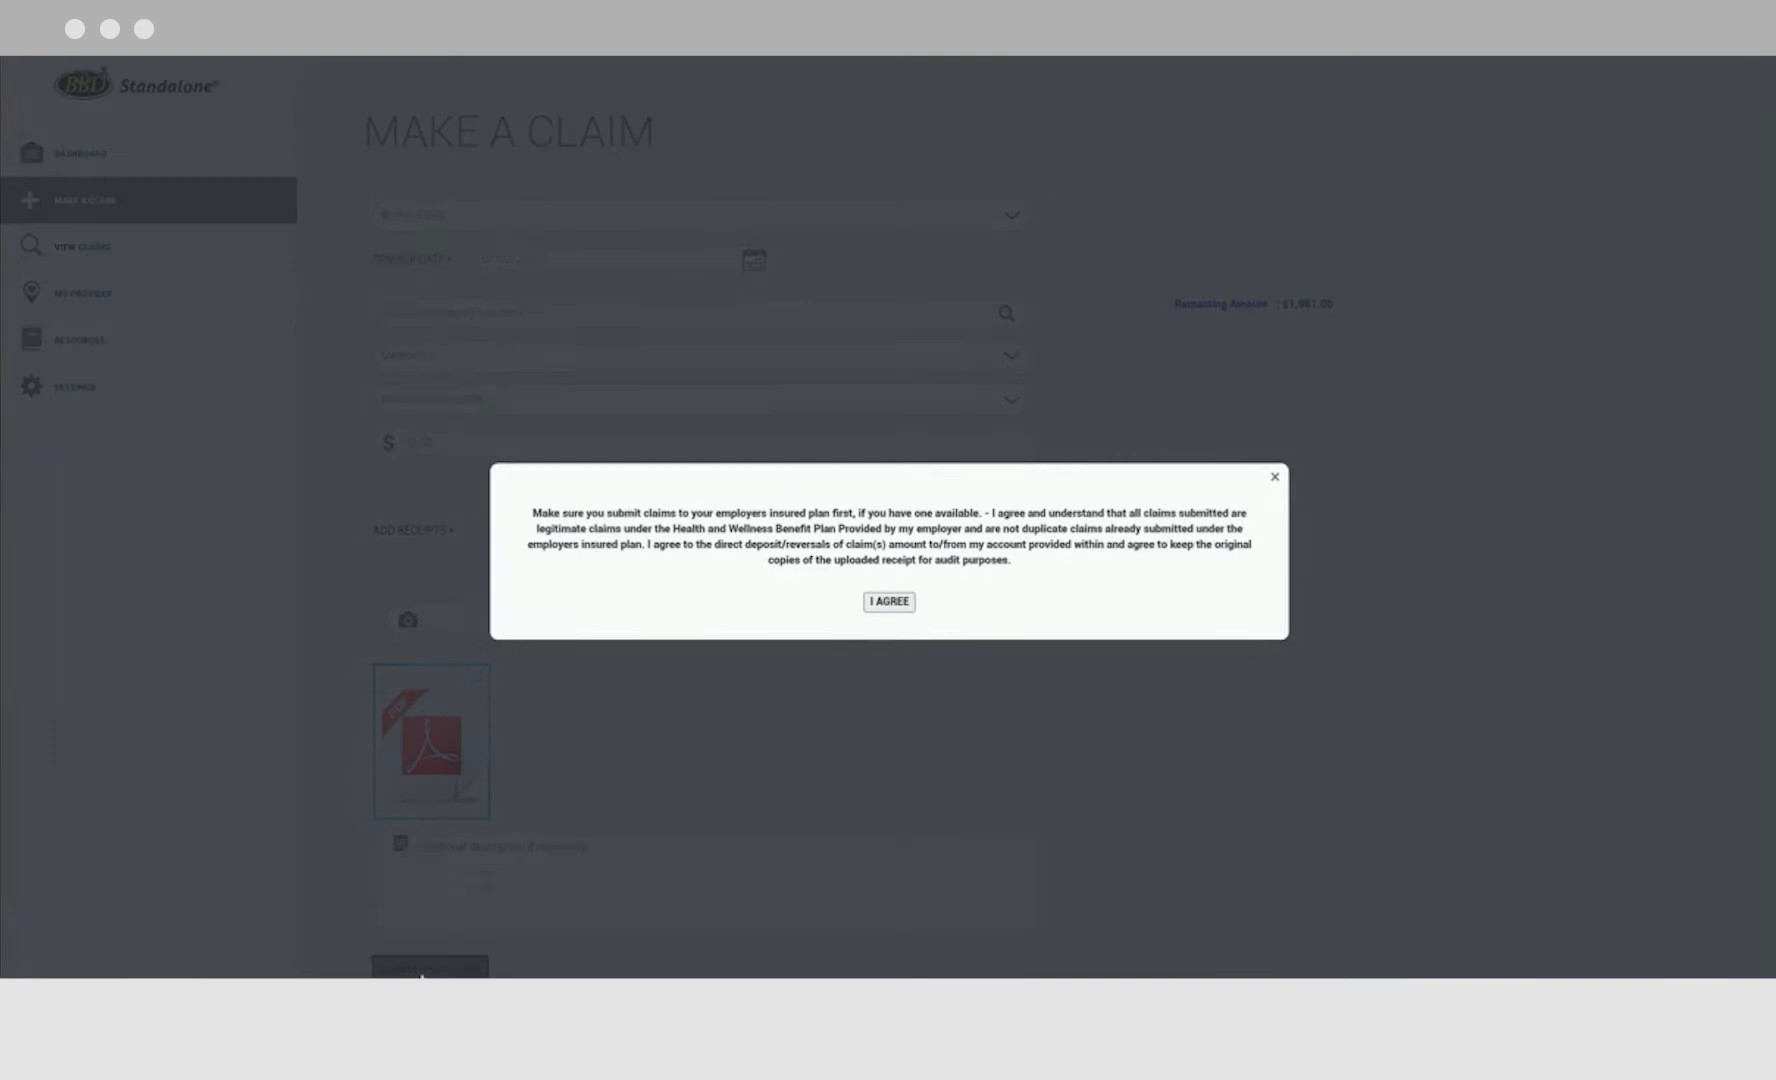 BBD Standalone®
MAKE A CLAIM
DASHBOARD
MAKE A CLAIM
VIEW CLAIMS
MY PROVIDER
RESOURCES
SETTINGS
SERVICE DATE •
Remaining Amount : $1,981.00
$
ADD RECEIPTS •
×
Make sure you submit claims to your employers insured plan first, if you have one available. - I agree and understand that all claims submitted are
legitimate claims under the Health and Wellness Benefit Plan Provided by my employer and are not duplicate claims already submitted under the
employers insured plan. I agree to the direct deposit/reversals of claim(s) amount to/from my account provided within and agree to keep the original
copies of the uploaded receipt for audit purposes.
I AGREE
PDF
description if necessary